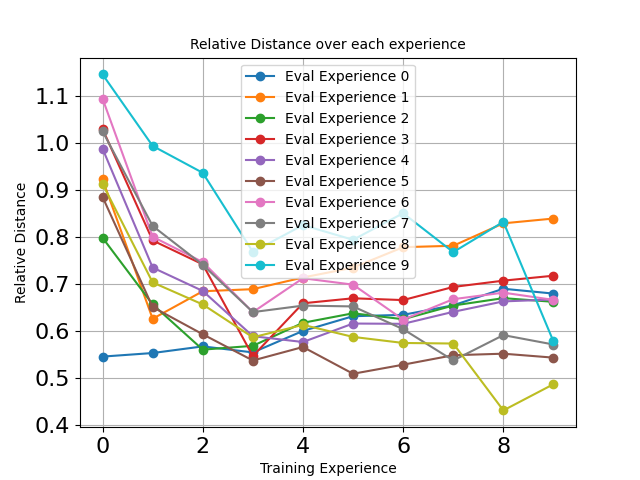 Relative Distance over each experience
Relative Distance
1.1
1.0
0.9
0.8
0.7
0.6
0.5
0.4
Eval Experience 0
Eval Experience 1
Eval Experience 2
Eval Experience 3
Eval Experience 4
Eval Experience 5
Eval Experience 6
Eval Experience 7
Eval Experience 8
Eval Experience 9
0 2 4 6 8
Training Experience